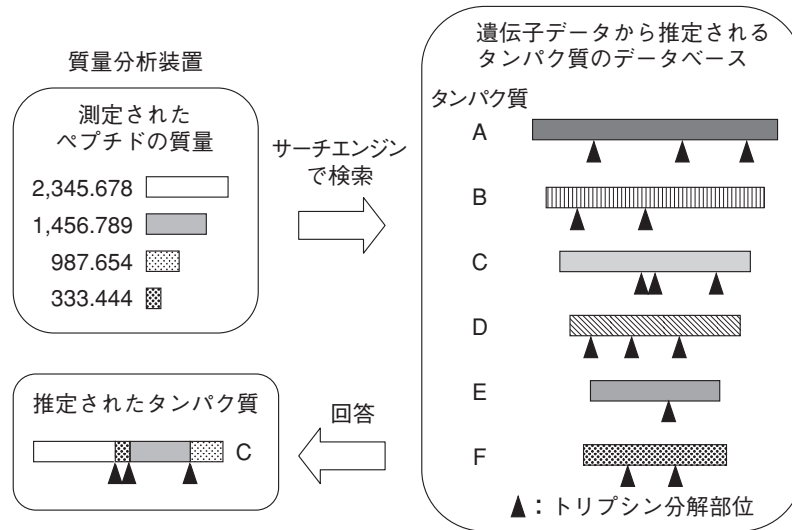 質量分析装置
測定された
ペプチドの質量
2,345.678
1,456.789
987.654
333.444
サーチエンジン
で検索
遺伝子データから推定される
タンパク質のデータベース
タンパク質
A
B
C
D
E
F
▲：トリプシン分解部位
回答
推定されたタンパク質
C